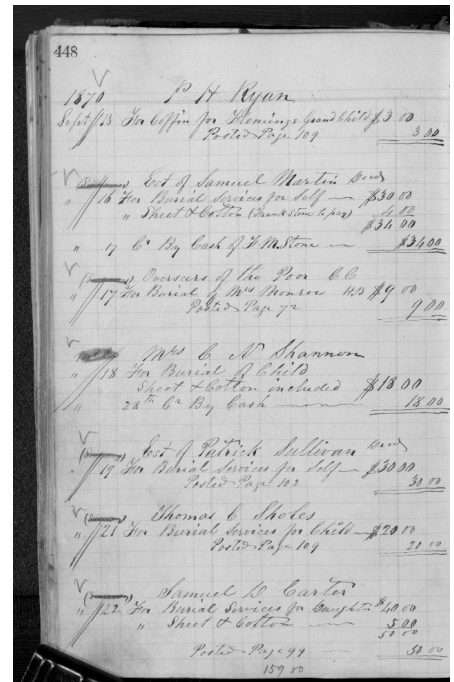 448
1870 P H Ryan
Sept 13 For Coffin for Flemings Grand Child $3 00
Posted Page 109 3 00
Est of Samuel Martin Decd
" 16 For Burial Services for Self $30 00
" Sheet & Cotton (Frank Stone to pay) 4 00
$34 00
" 17 Cr By Cash of F M Stone $34 00
Overseers of the Poor C C
" 17 For Burial of Mrs Monroe $9 00
Posted Page 72 9 00
Mrs C N Shannon
" 18 For Burial of Child
Sheet & Cotton included $18 00
" 28th Cr By Cash 18 00
Est of Patrick Sullivan Decd
" 19 For Burial Services for Self $30 00
Posted Page 102 30 00
Thomas C Sholes
" 21 For Burial Services for Child $20 00
Posted Page 109 21 00
Samuel S. Carter
" 22 For Burial Services for Daughter $40 00
" Sheet & Cotton 5 00
50 00
Posted Page 99 50 00
159 00